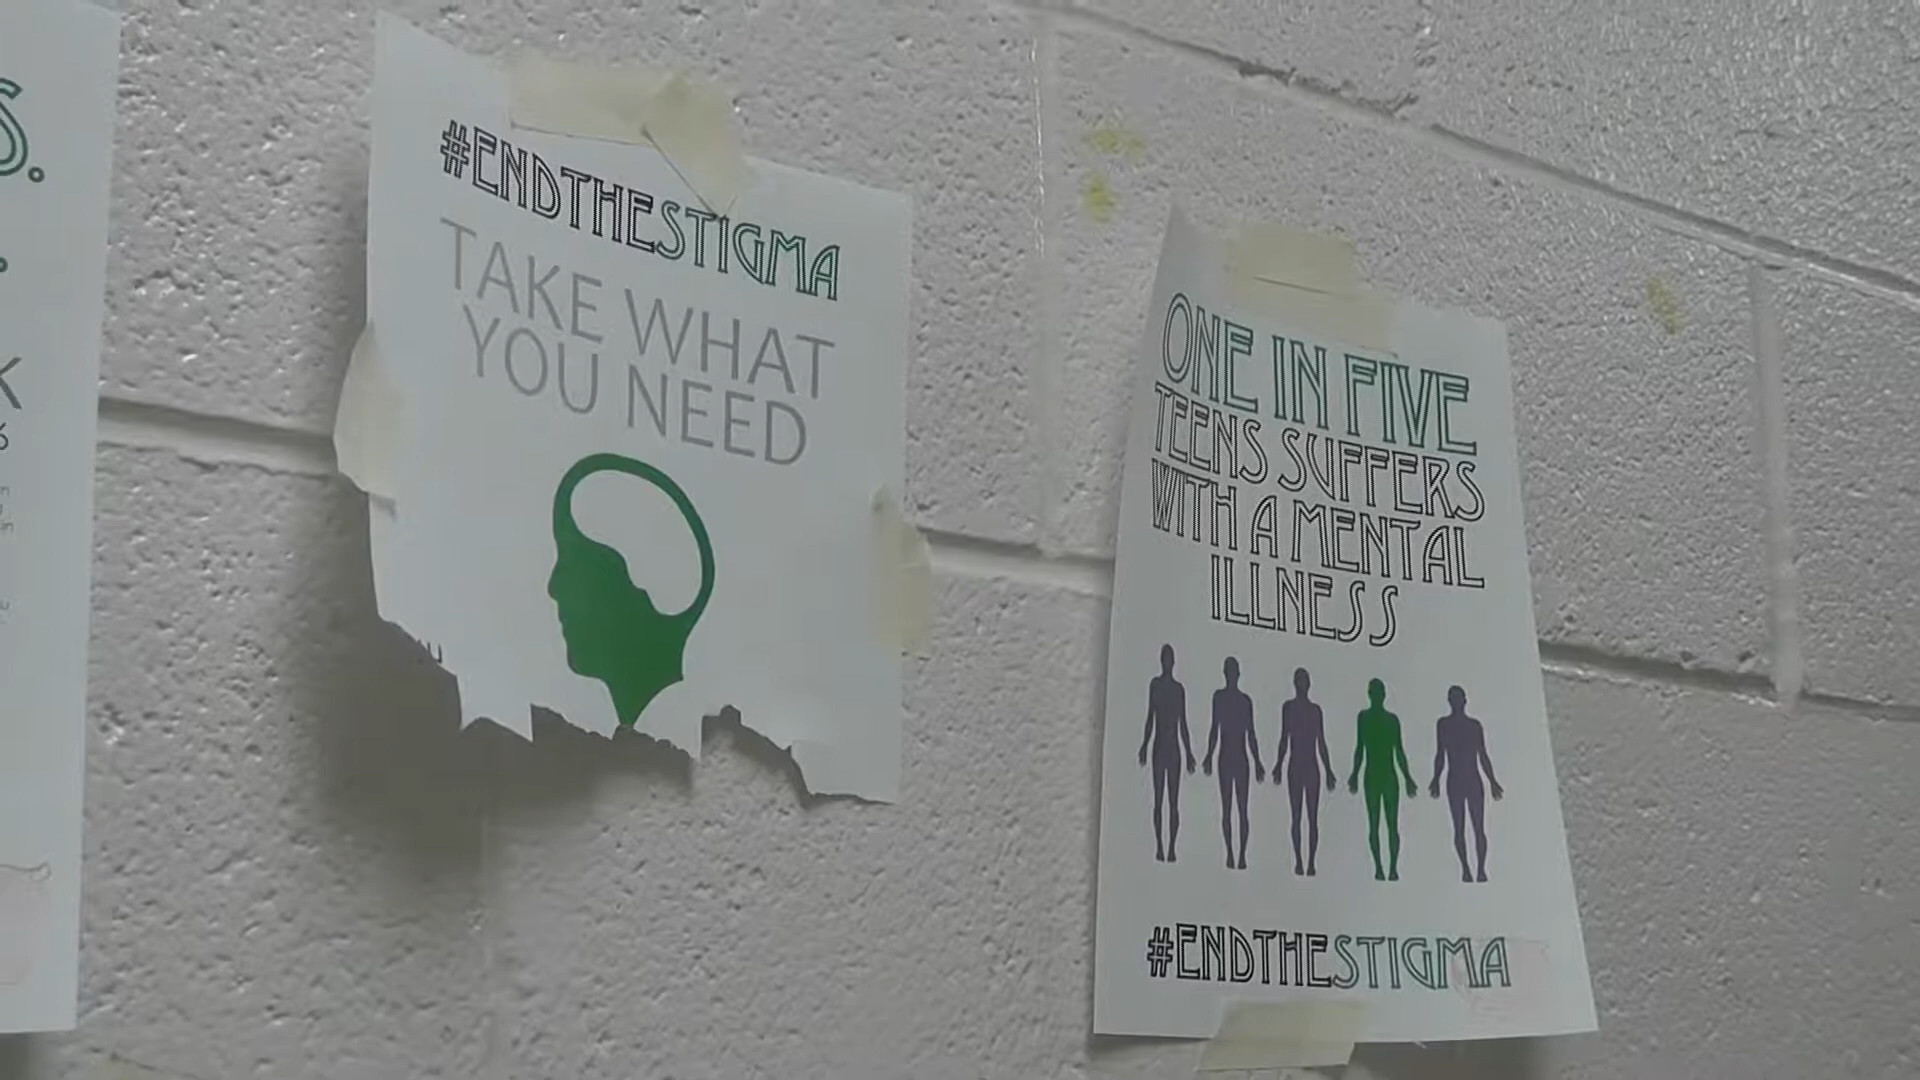 S.
K
#ENDTHESTIGMA
TAKE WHAT
YOU NEED
ONE IN FIVE
TEENS SUFFERS
WITH A MENTAL
ILLNESS
#ENDTHESTIGMA